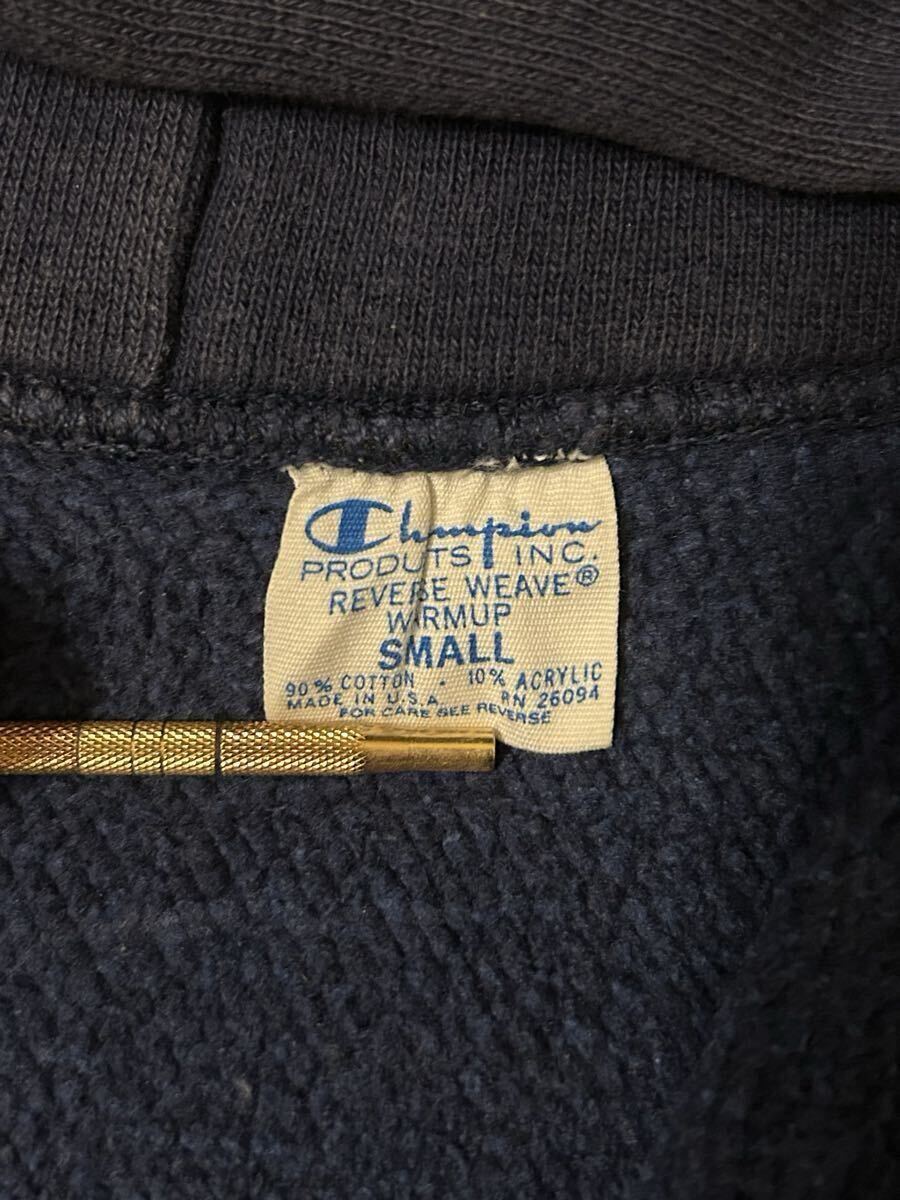 Champion
PRODUCTS INC.
REVERSE WEAVE®
WARMUP
SMALL
90% COTTON . 10% ACRYLIC
MADE IN U.S.A. RN 26094
FOR CARE SEE REVERSE